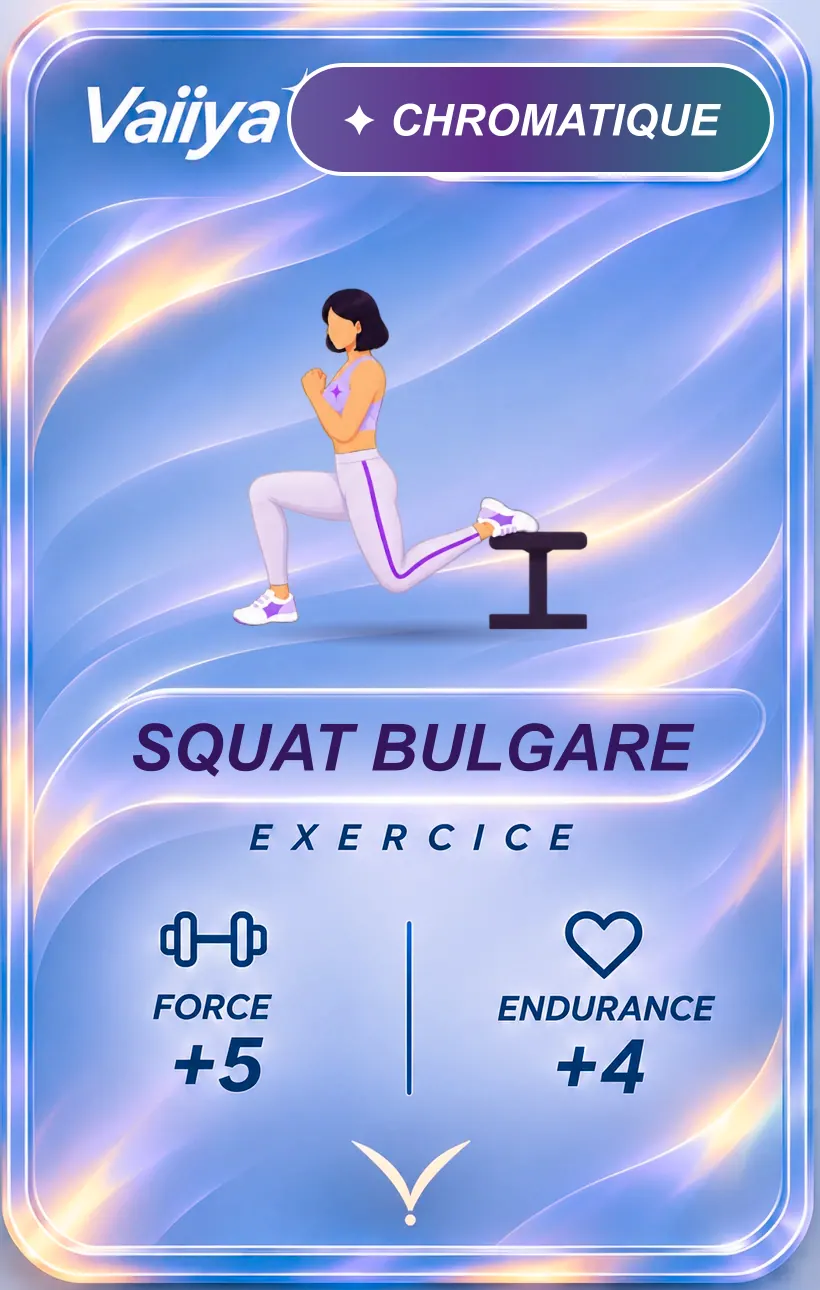 Vaiiya
CHROMATIQUE
SQUAT BULGARE
EXERCICE
FORCE
+5
ENDURANCE
+4